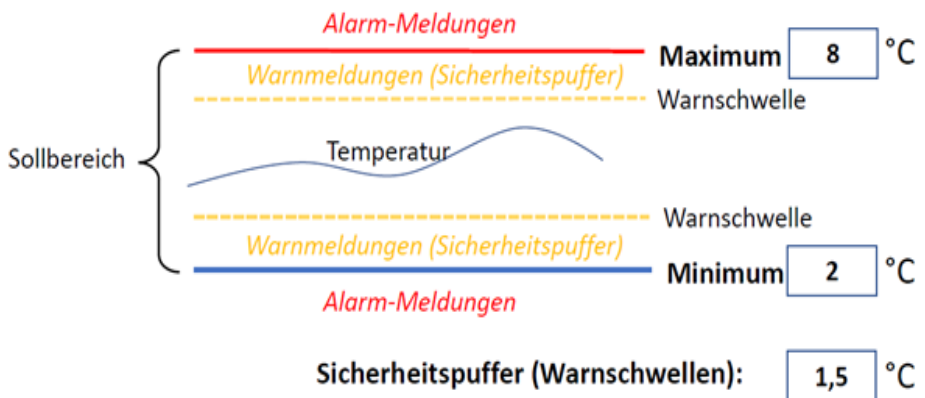 Alarm-Meldungen
Maximum 8 °C
Warnmeldungen (Sicherheitspuffer)
Warnschwelle
Temperatur
Sollbereich
Warnschwelle
Warnmeldungen (Sicherheitspuffer)
Minimum 2 °C
Alarm-Meldungen
Sicherheitspuffer (Warnschwellen): 1,5 °C